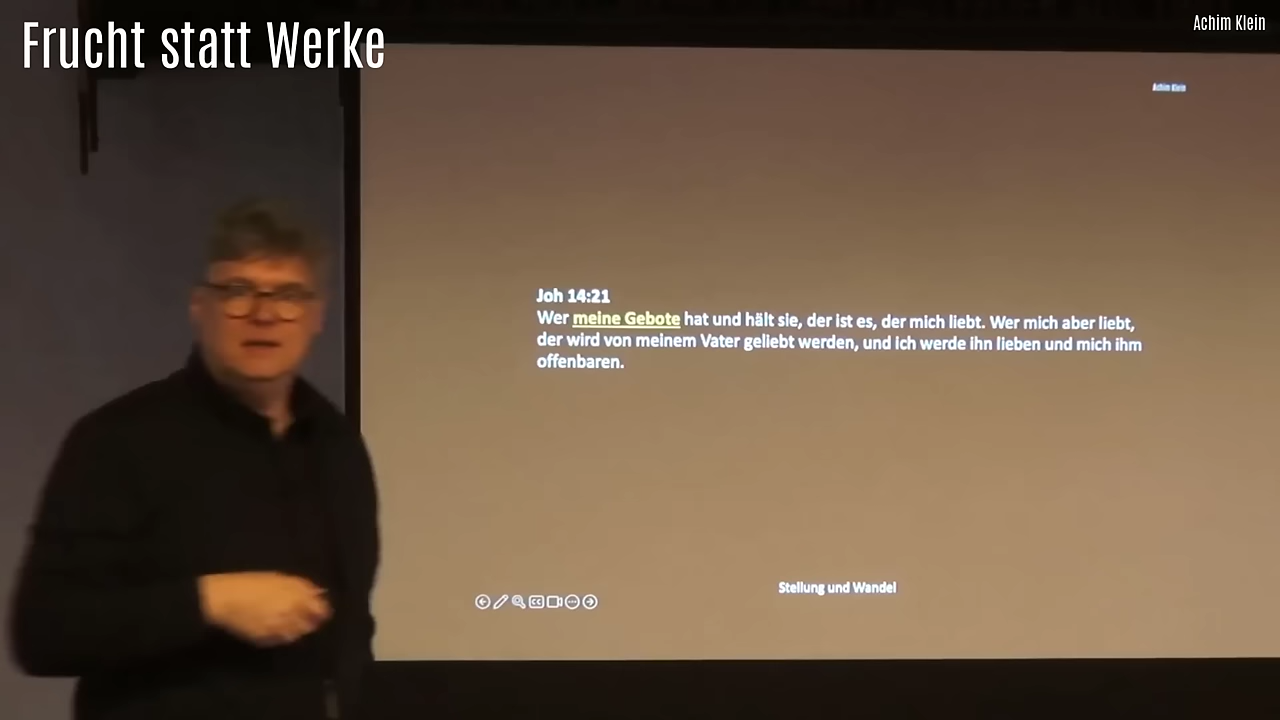 Frucht statt Werke
Achim Klein
Achim Klein
Joh 14:21
Wer meine Gebote hat und hält sie, der ist es, der mich liebt. Wer mich aber liebt,
der wird von meinem Vater geliebt werden, und ich werde ihn lieben und mich ihm
offenbaren.
Stellung und Wandel
CC